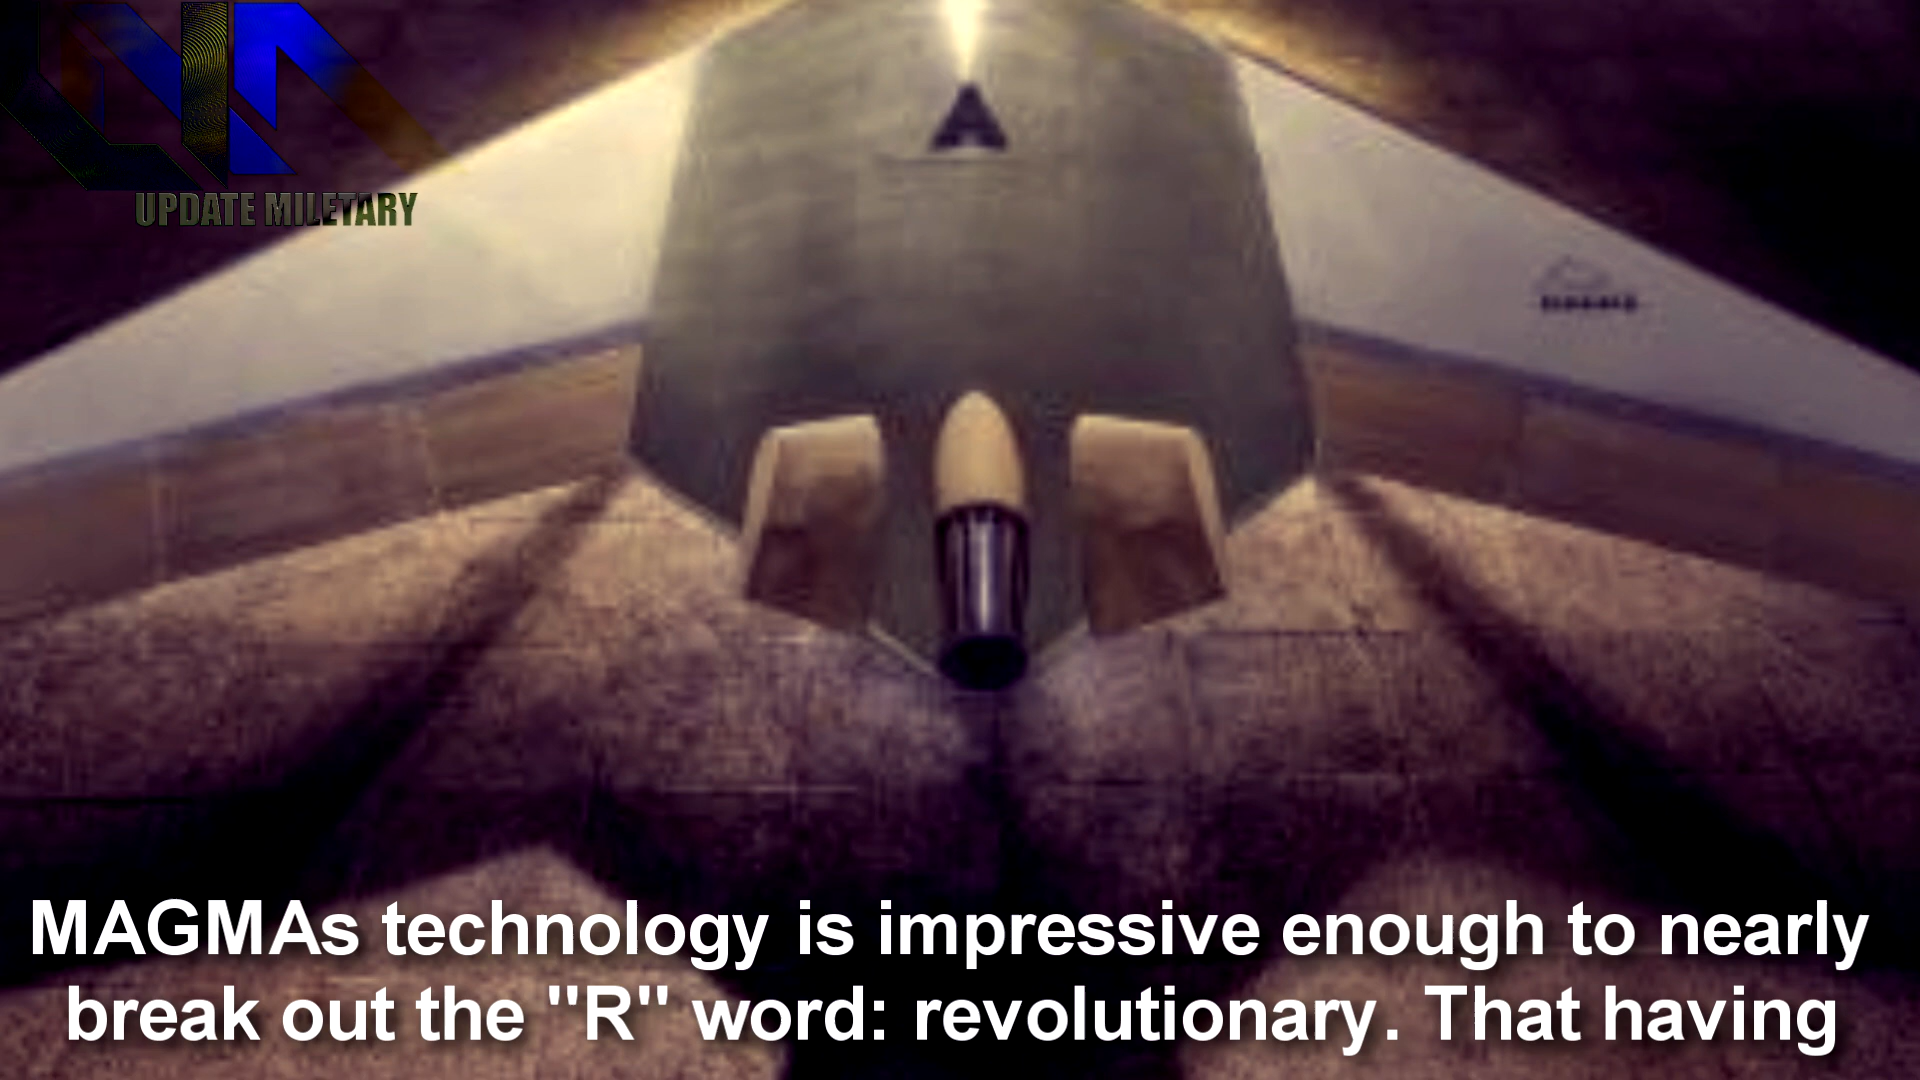 UPDATE MILETARY
MAGMAs technology is impressive enough to nearly
break out the "R" word: revolutionary. That having